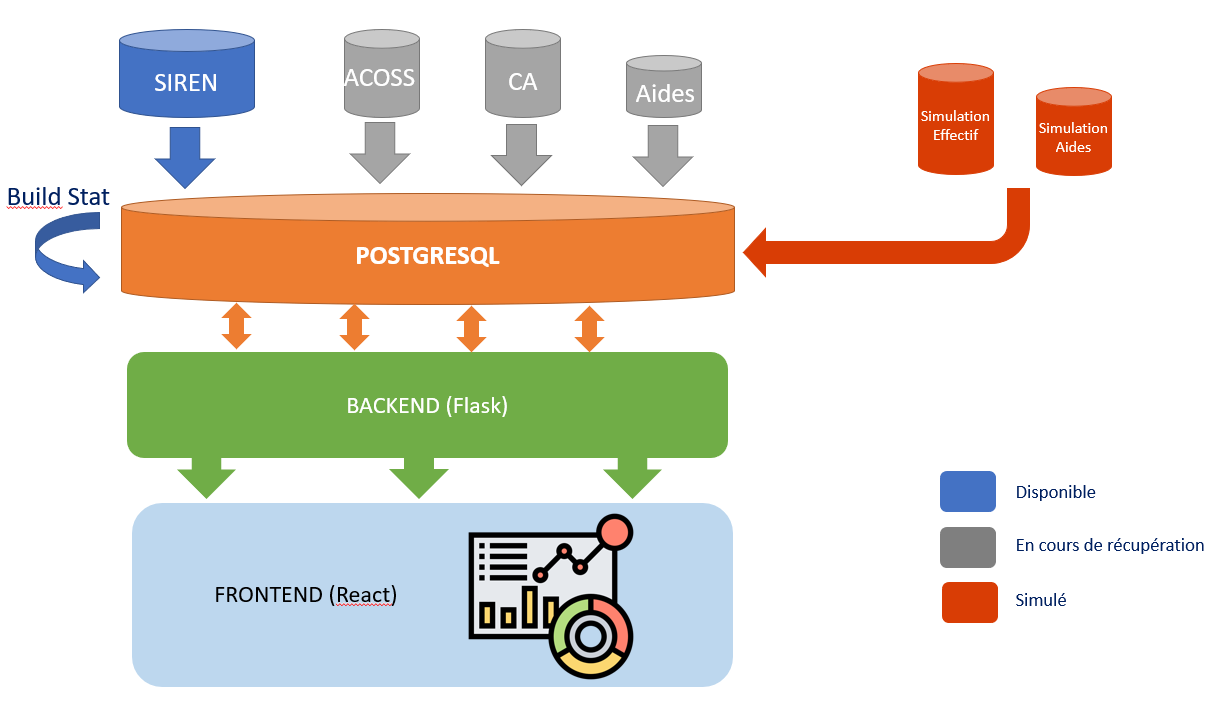 SIREN
ACOSS
CA
Aides
Simulation
Effectif
Simulation
Aides
Build Stat
POSTGRESQL
BACKEND (Flask)
FRONTEND (React)
Disponible
En cours de récupération
Simulé